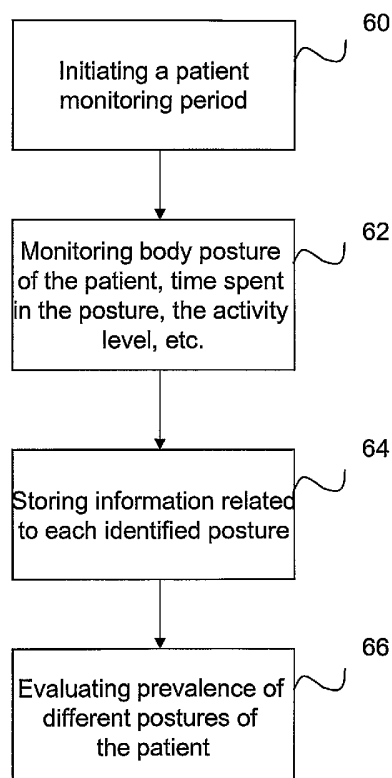 60
Initiating a patient
monitoring period
62
Monitoring body posture
of the patient, time spent
in the posture, the activity
level, etc.
64
Storing information related
to each identified posture
66
Evaluating prevalence of
different postures of
the patient